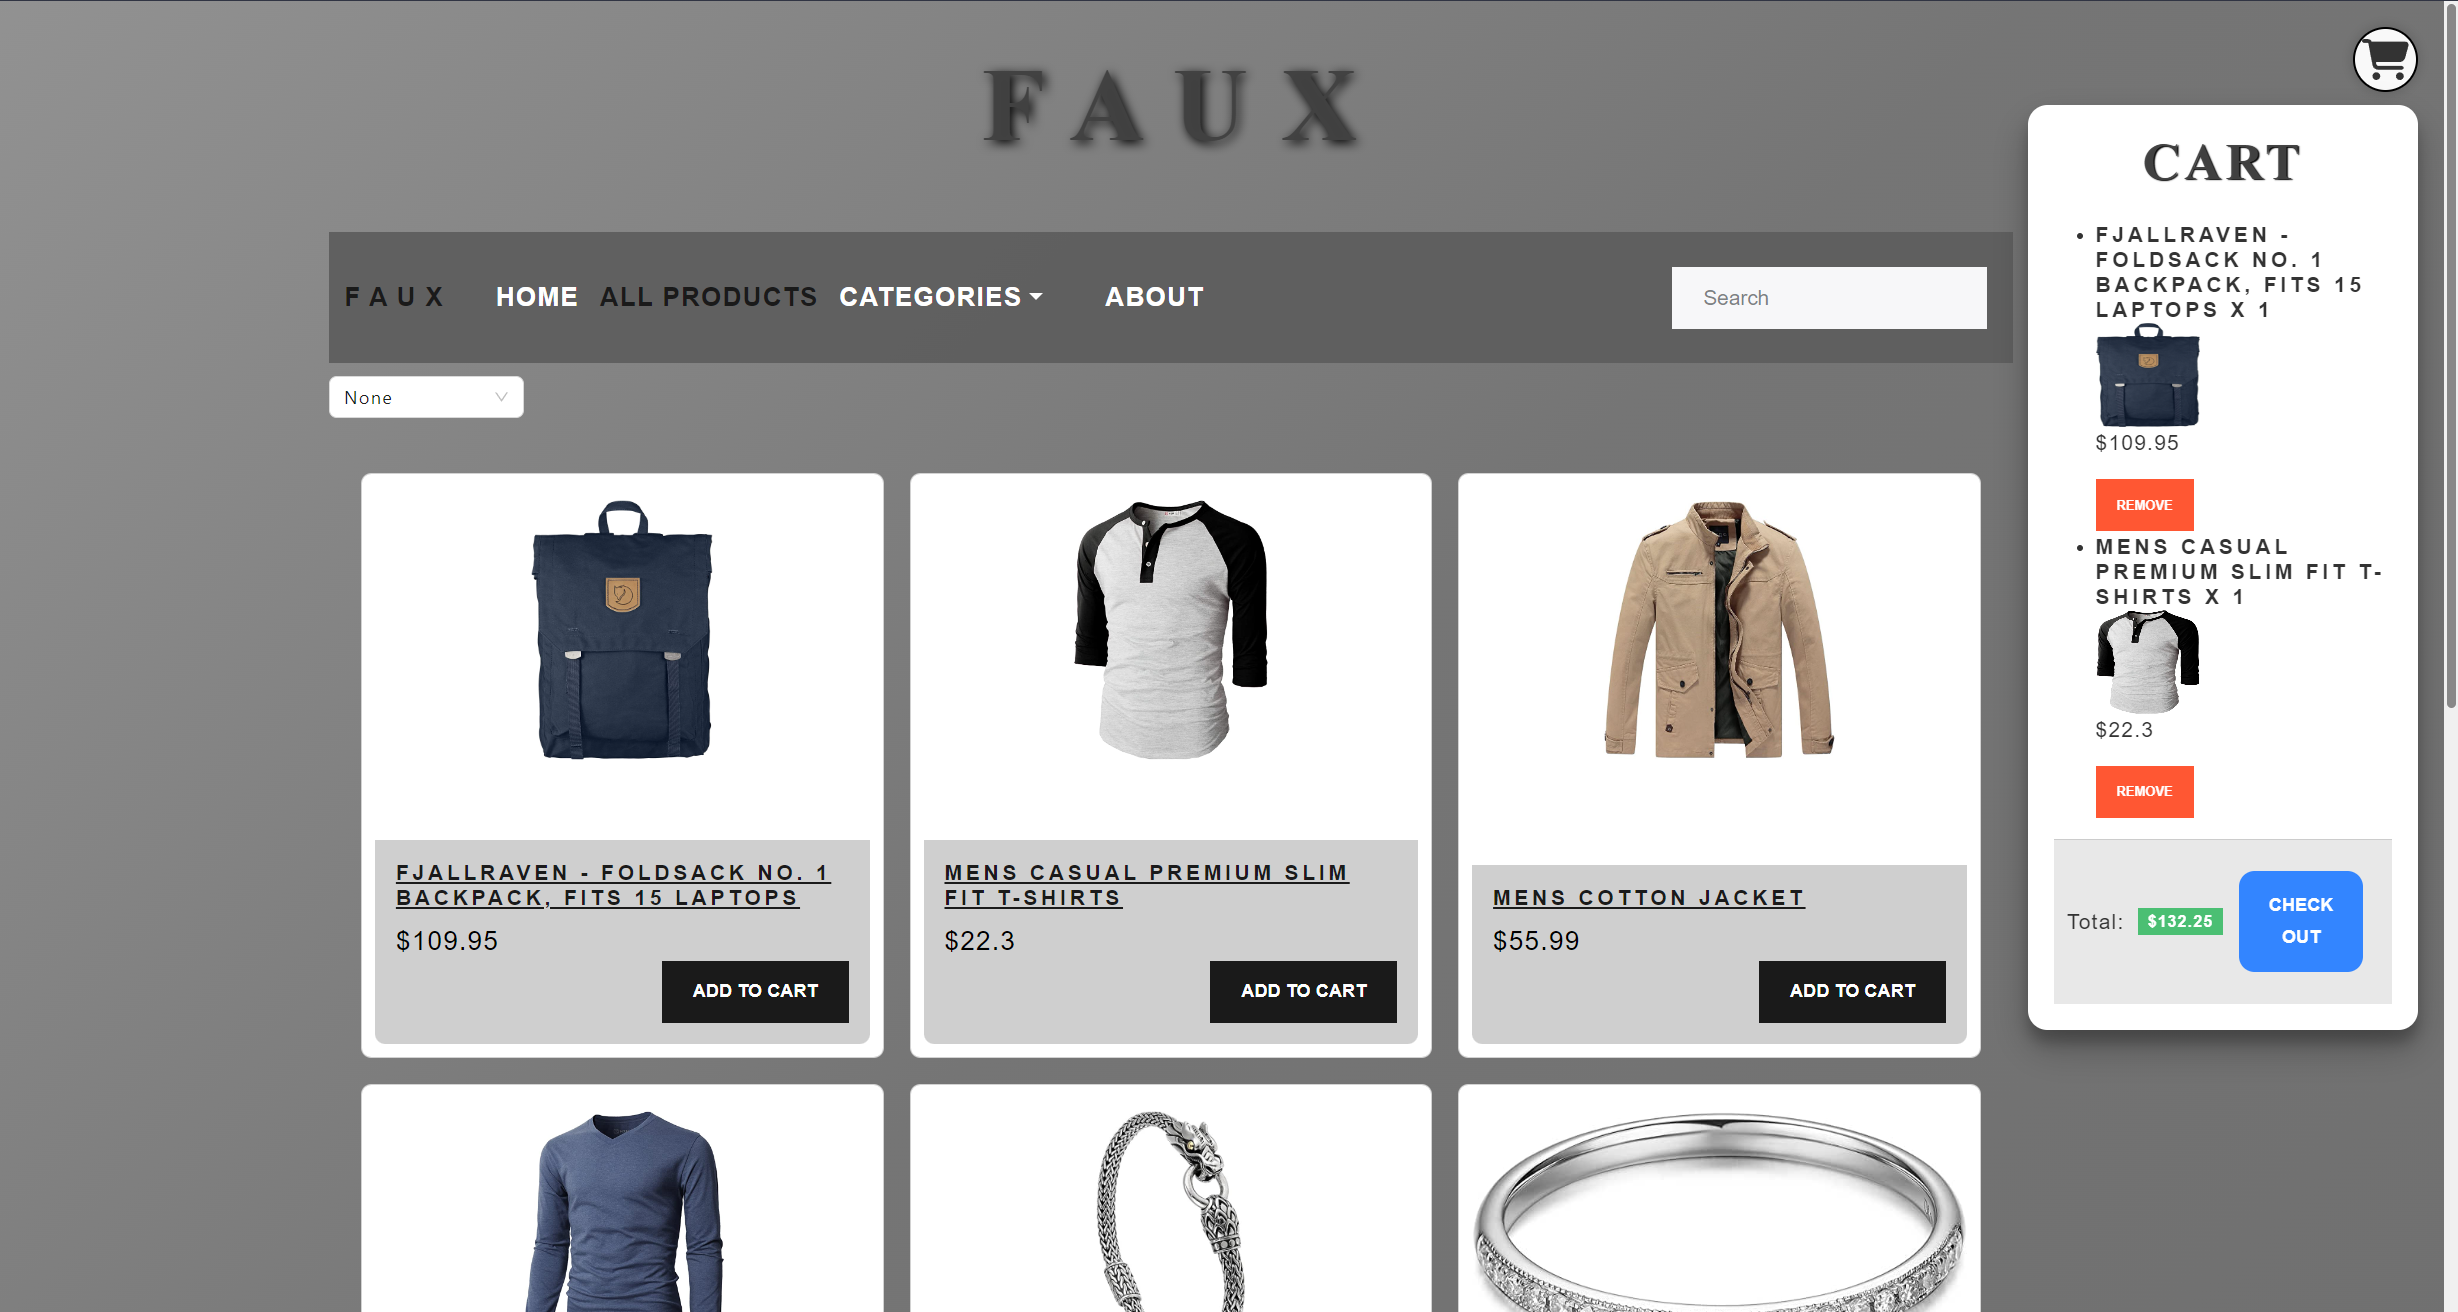 FAUX
FAUX
HOME
ALL PRODUCTS
CATEGORIES
ABOUT
Search
None
FJALLRAVEN - FOLDSACK NO. 1
BACKPACK, FITS 15 LAPTOPS
$109.95
ADD TO CART
MENS CASUAL PREMIUM SLIM
FIT T-SHIRTS
$22.3
ADD TO CART
MENS COTTON JACKET
$55.99
ADD TO CART
CART
FJALLRAVEN -
FOLDSACK NO. 1
BACKPACK, FITS 15
LAPTOPS X 1
$109.95
REMOVE
MENS CASUAL
PREMIUM SLIM FIT T-
SHIRTS X 1
$22.3
REMOVE
Total: $132.25
CHECK
OUT